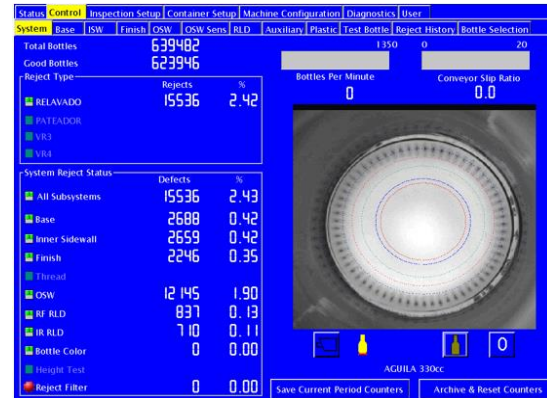 Status Control Inspection Setup Container Setup Machine Configuration Diagnostics User
System Base ISW Finish OSW OSW Sens RLD Auxiliary Plastic Test Bottle Reject History Bottle Selection
Total Bottles 639482
Good Bottles 623946
1350 0 20
Bottles Per Minute Conveyor Slip Ratio
0 0.0
Reject Type
Rejects %
RELAVADO 15536 2.42
PATEADOR
VR3
VR4
System Reject Status
Defects %
All Subsystems 15536 2.43
Base 2688 0.42
Inner Sidewall 2659 0.42
Finish 2246 0.35
Thread
OSW 12145 1.90
RF RLD 837 0.13
IR RLD 710 0.11
Bottle Color 0 0.00
Height Test
Reject Filter 0 0.00
0
AGUILA 330cc
Save Current Period Counters Archive & Reset Counters